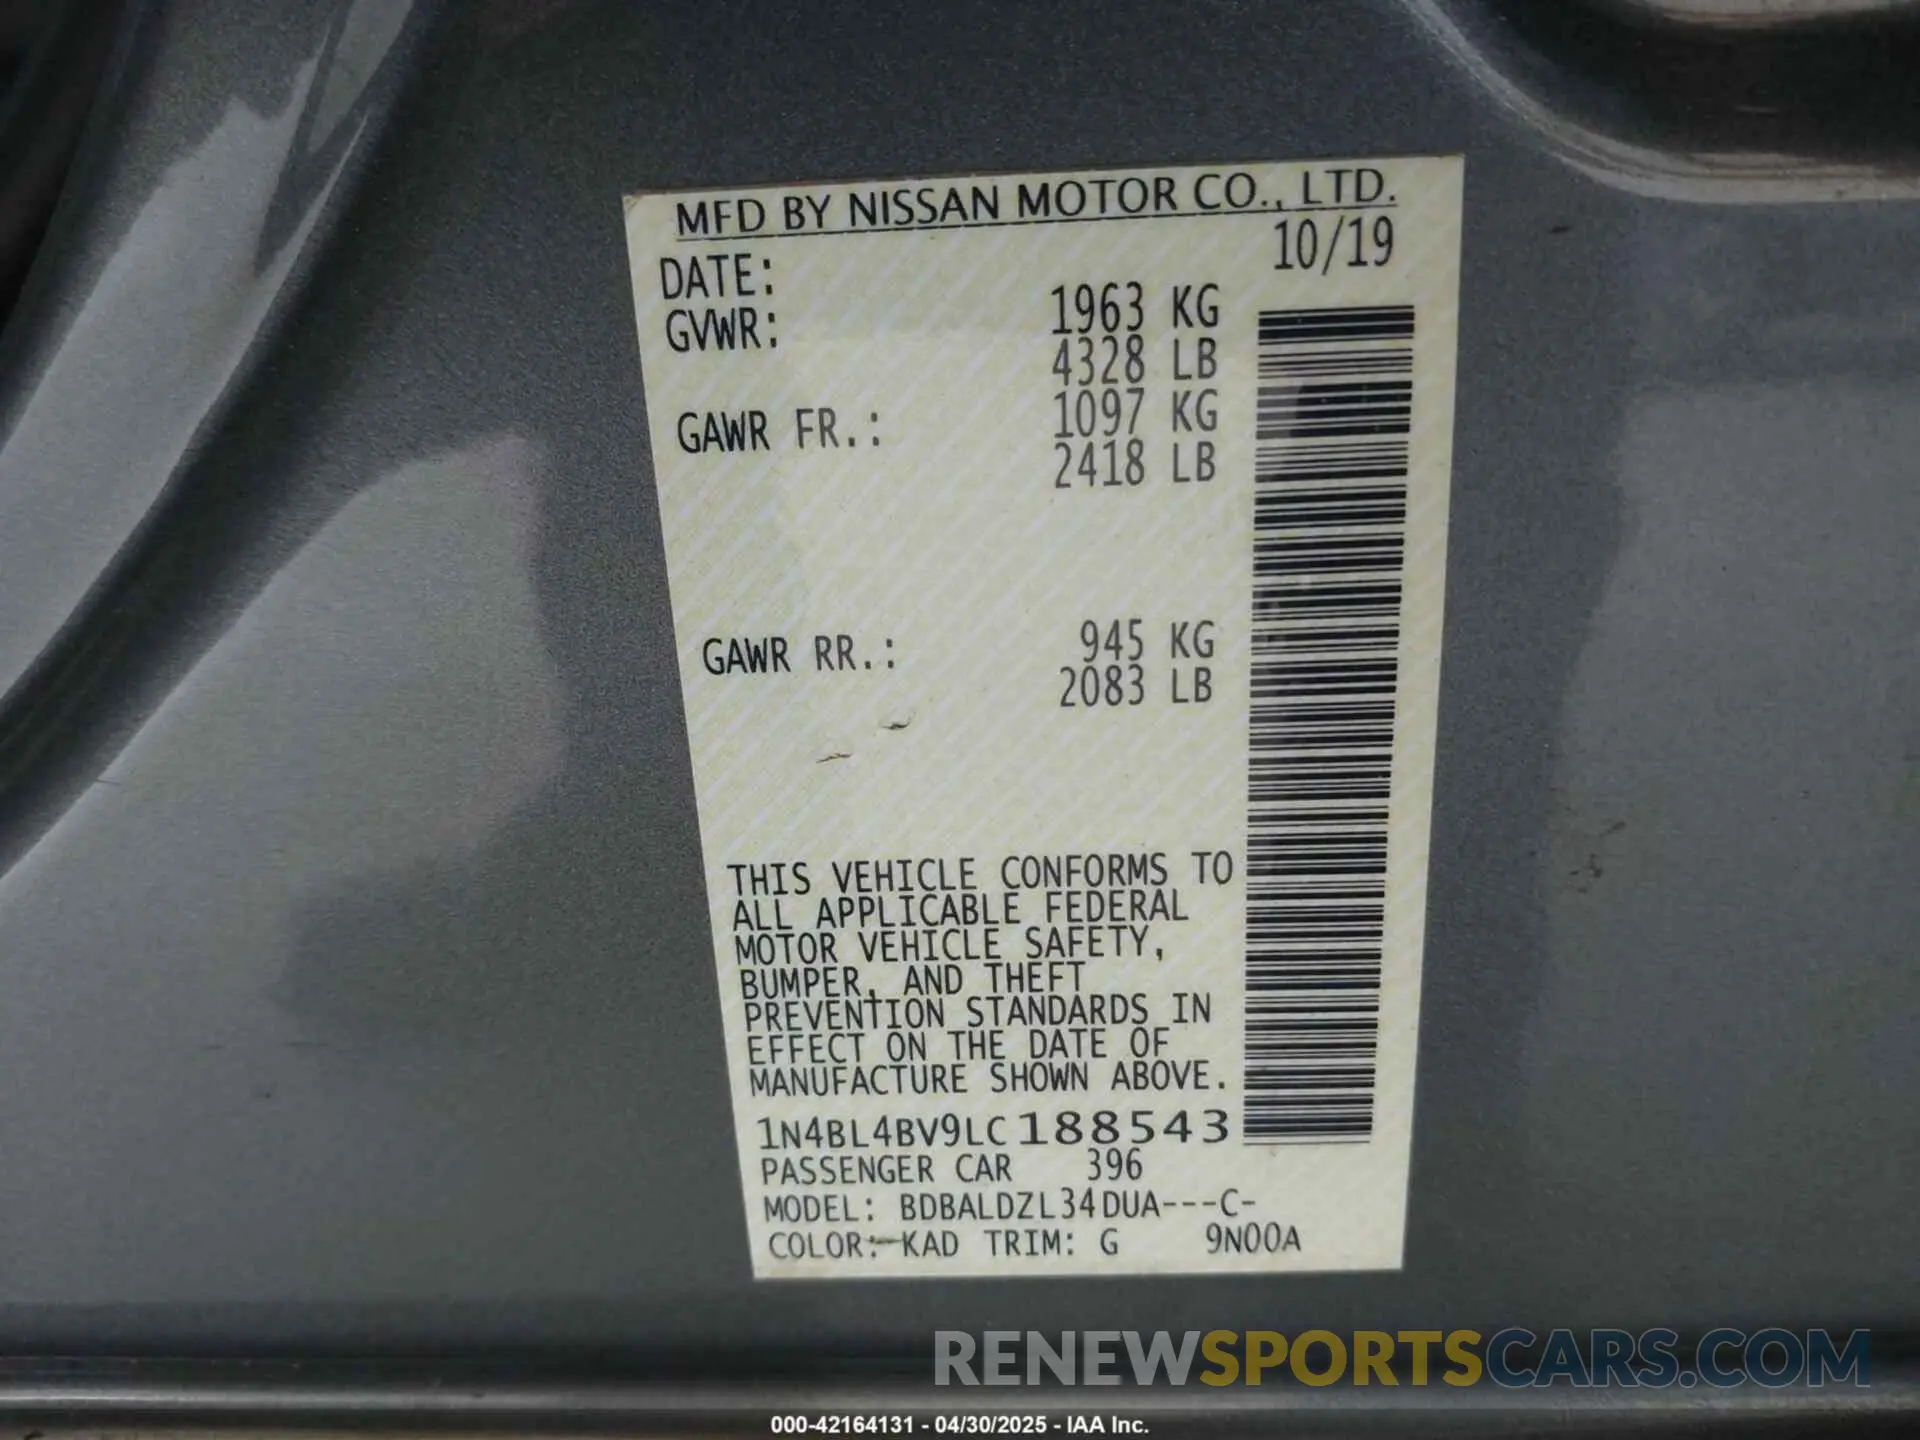 MFD BY NISSAN MOTOR CO., LTD.
DATE: 10/19
GVWR: 1963 KG
4328 LB
GAWR FR.: 1097 KG
2418 LB
GAWR RR.: 945 KG
2083 LB
THIS VEHICLE CONFORMS TO
ALL APPLICABLE FEDERAL
MOTOR VEHICLE SAFETY,
BUMPER, AND THEFT
PREVENTION STANDARDS IN
EFFECT ON THE DATE OF
MANUFACTURE SHOWN ABOVE.
1N4BL4BV9LC188543
PASSENGER CAR 396
MODEL: BDBALDZL34DUA---C-
COLOR: KAD TRIM: G 9N00A
RENEWSPORTSCARS.COM
000-42164131 - 04/30/2025 - IAA Inc.